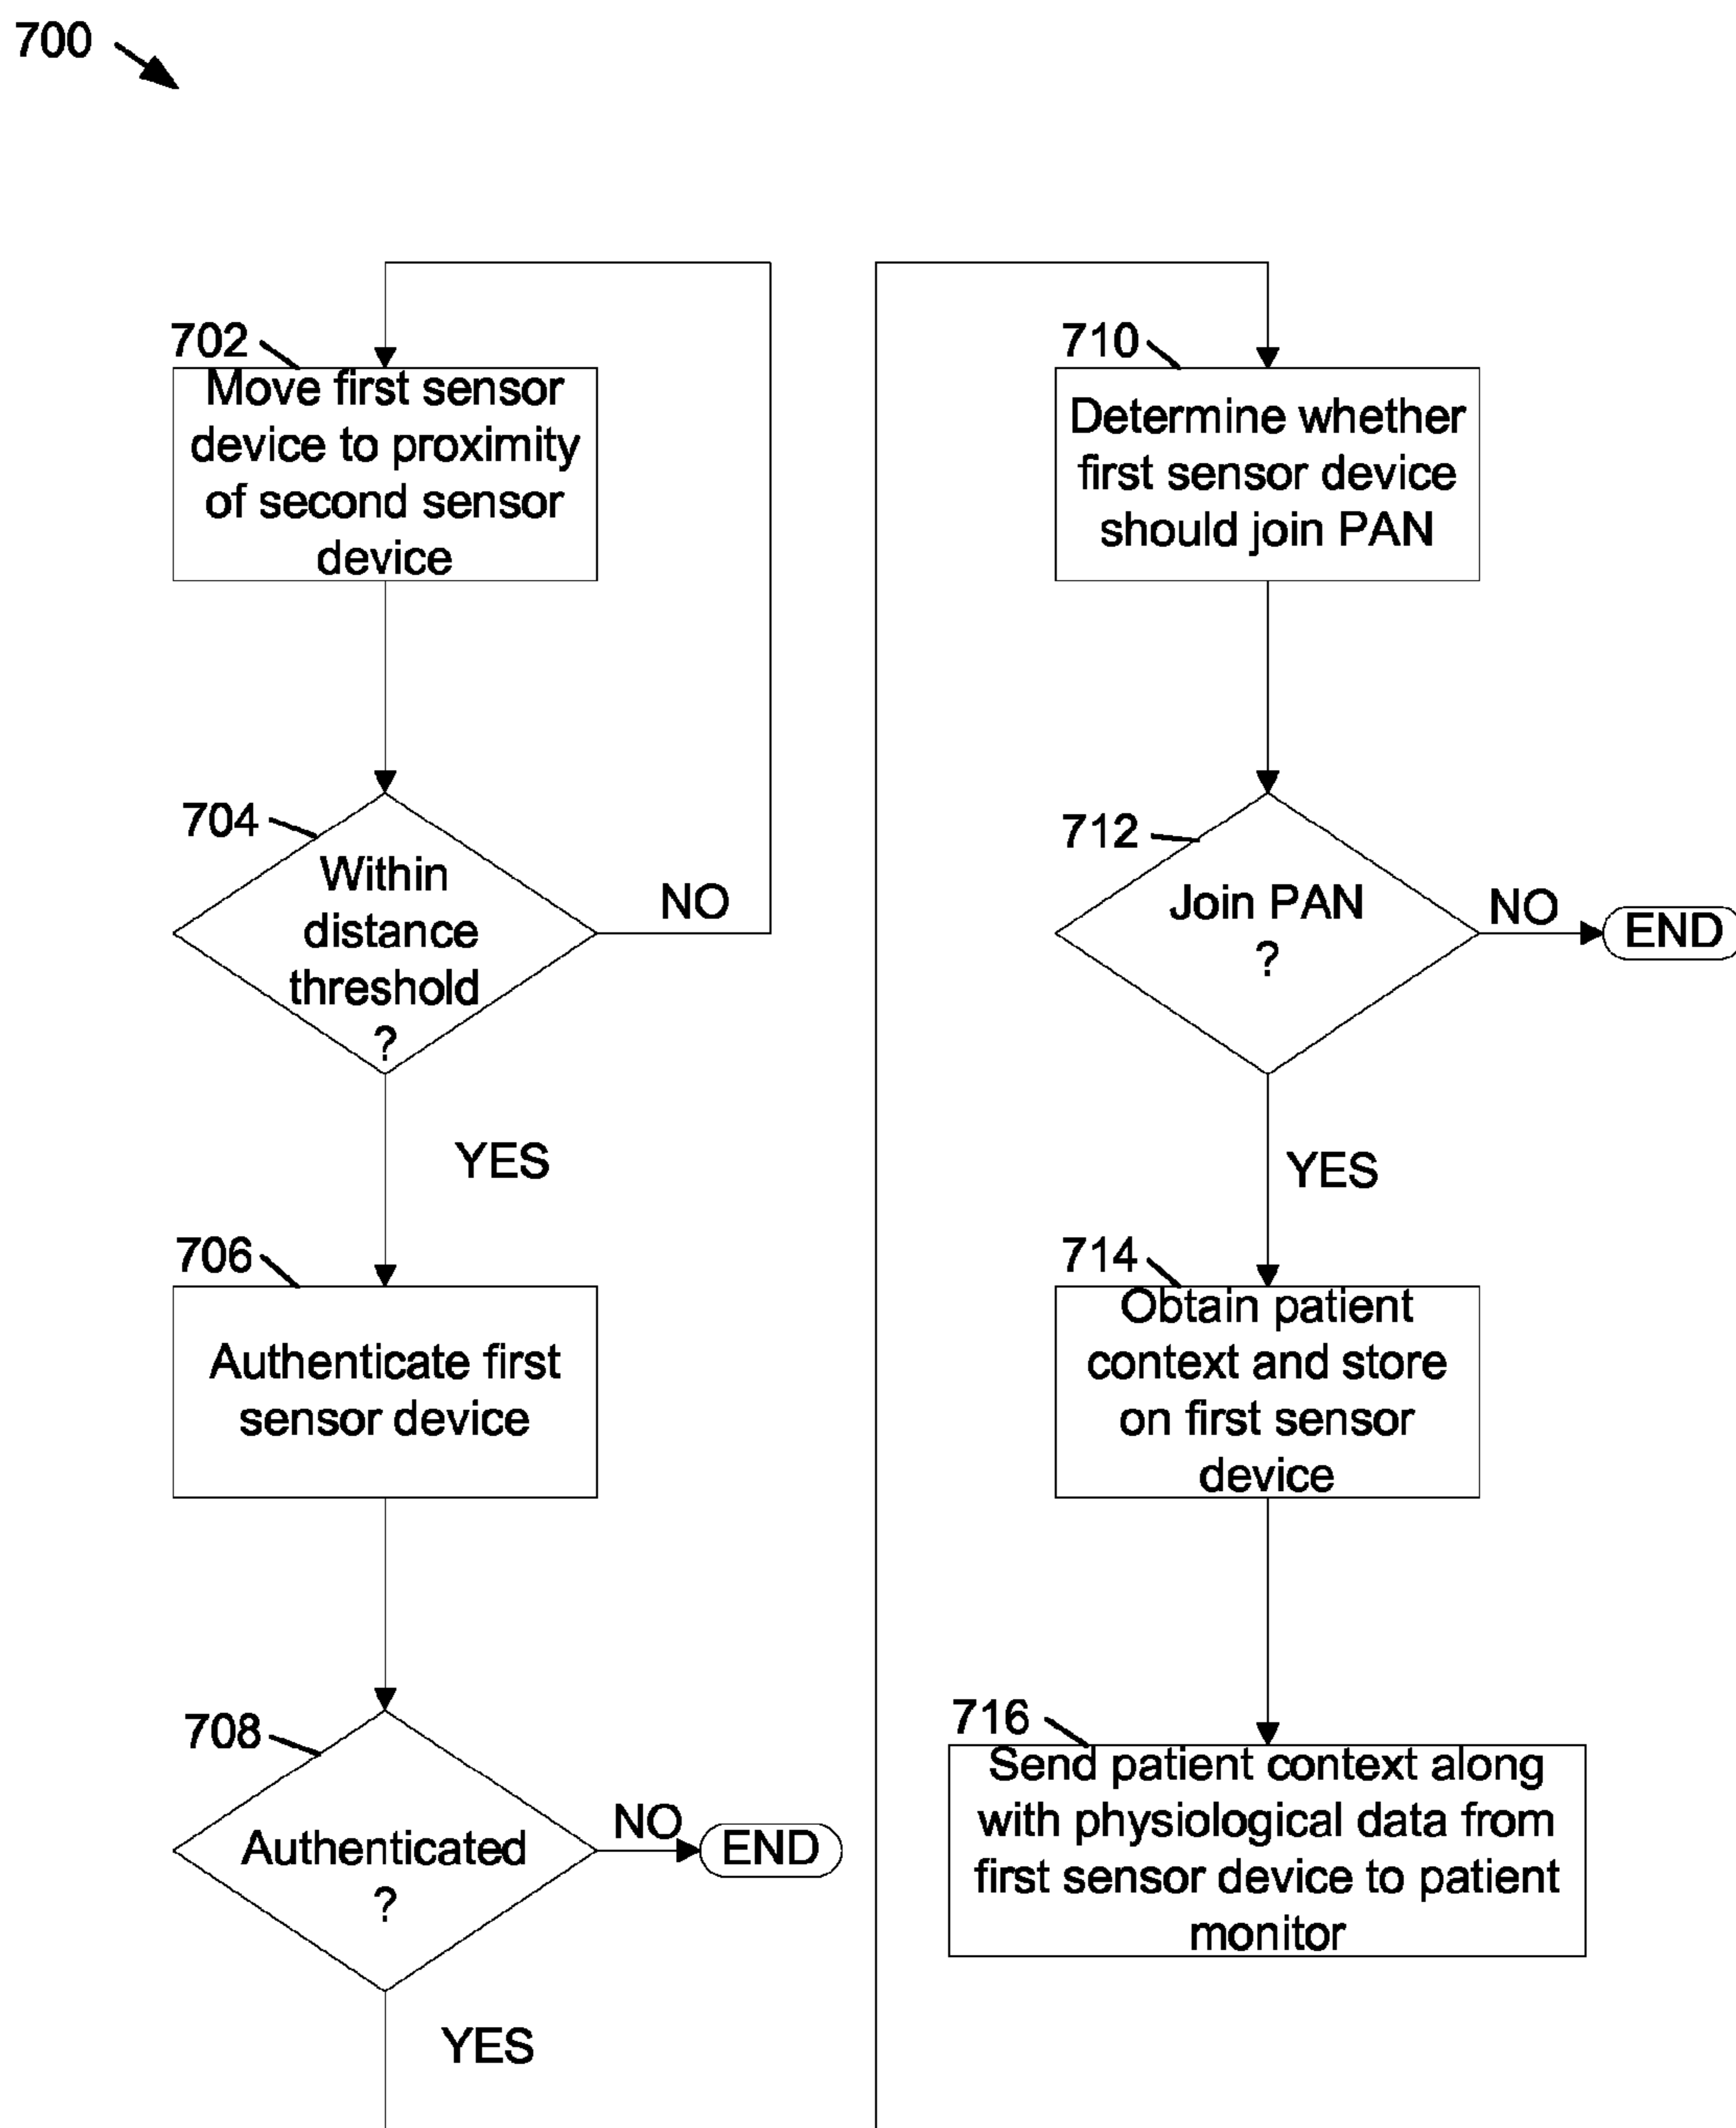 700
702
Move first sensor
device to proximity
of second sensor
device
704
Within
distance
threshold
?
NO
YES
706
Authenticate first
sensor device
708
Authenticated
?
NO
END
YES
710
Determine whether
first sensor device
should join PAN
712
Join PAN
?
NO
END
YES
714
Obtain patient
context and store
on first sensor
device
716
Send patient context along
with physiological data from
first sensor device to patient
monitor